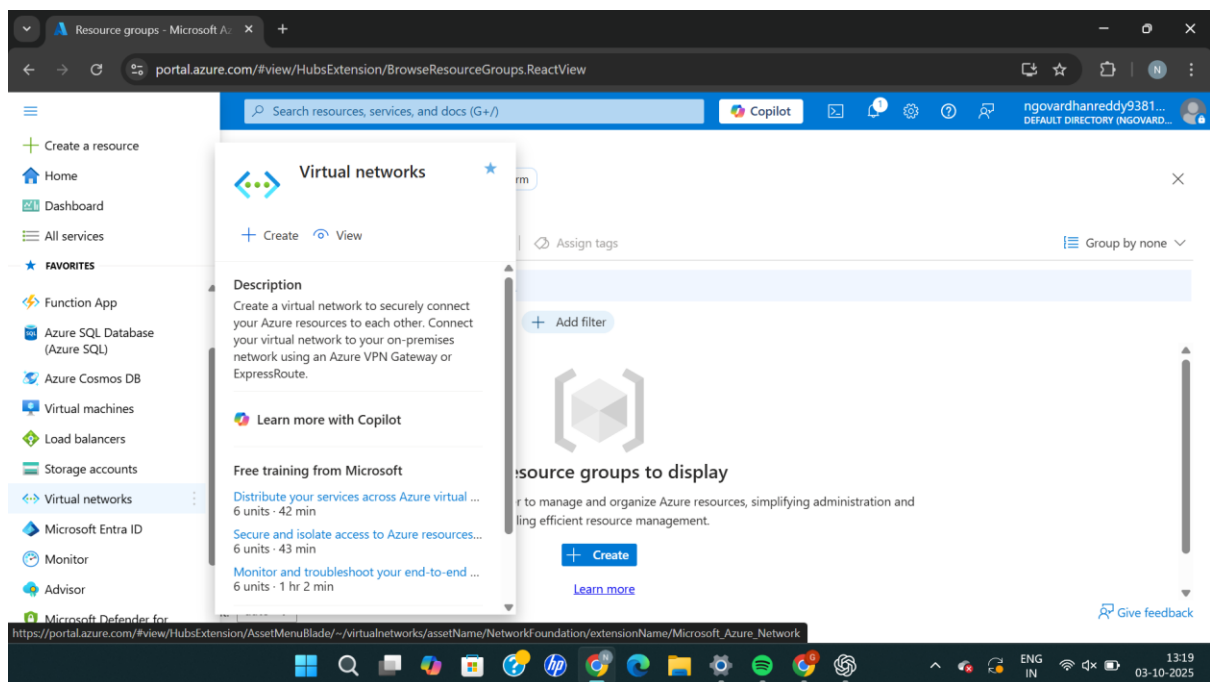 Resource groups - Microsoft Az
portal.azure.com/#view/HubsExtension/BrowseResourceGroups.ReactView
N
Search resources, services, and docs (G+/)
Copilot
1
ngovardhanreddy9381...
DEFAULT DIRECTORY (NGOVARD...
Create a resource
Home
Dashboard
All services
FAVORITES
Function App
Azure SQL Database
(Azure SQL)
Azure Cosmos DB
Virtual machines
Load balancers
Storage accounts
Virtual networks
Microsoft Entra ID
Monitor
Advisor
Microsoft Defender for
Virtual networks
Create View
Description
Create a virtual network to securely connect
your Azure resources to each other. Connect
your virtual network to your on-premises
network using an Azure VPN Gateway or
ExpressRoute.
Learn more with Copilot
Free training from Microsoft
Distribute your services across Azure virtual ...
6 units · 42 min
Secure and isolate access to Azure resources...
6 units · 43 min
Monitor and troubleshoot your end-to-end ...
6 units · 1 hr 2 min
rm
Assign tags
Group by none
Add filter
esource groups to display
r to manage and organize Azure resources, simplifying administration and
ling efficient resource management.
Create
Learn more
Give feedback
https://portal.azure.com/#view/HubsExtension/AssetMenuBlade/~/virtualnetworks/assetName/NetworkFoundation/extensionName/Microsoft_Azure_Network
ENG
IN
13:19
03-10-2025